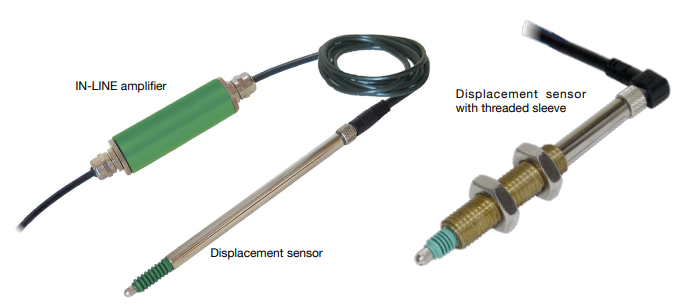 IN-LINE amplifier
Displacement sensor
with threaded sleeve
Displacement sensor